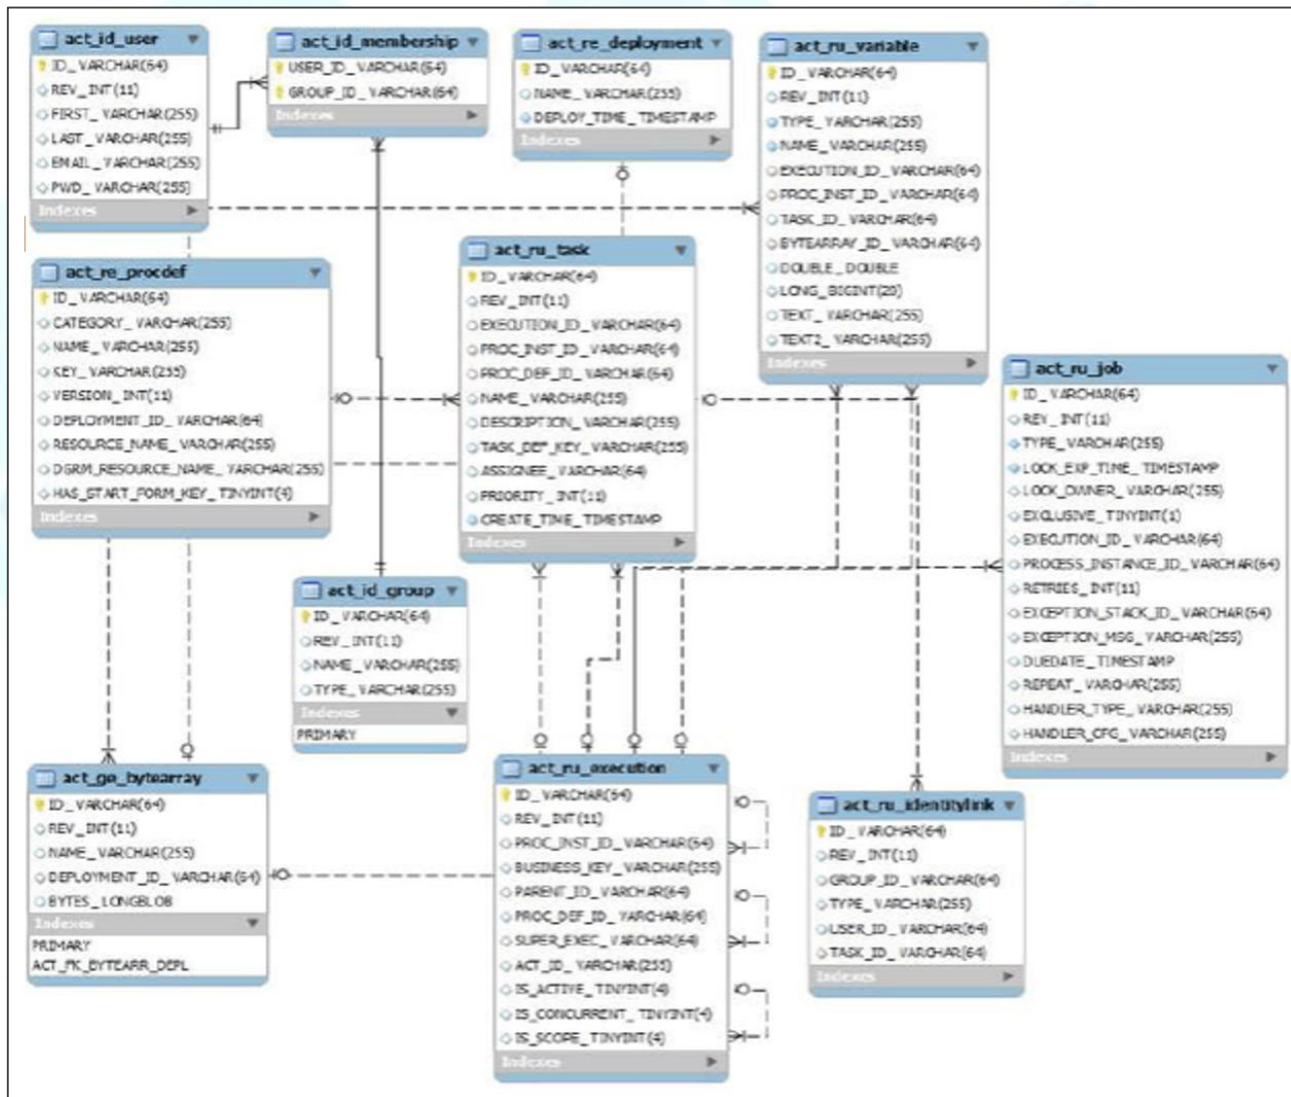 act_id_user
ID_ VARCHAR(64)
REV_ INT(11)
FIRST_ VARCHAR(255)
LAST_ VARCHAR(255)
EMAIL_ VARCHAR(255)
PWD_ VARCHAR(255)
Indexes
act_id_membership
USER_ID_ VARCHAR(64)
GROUP_ID_ VARCHAR(64)
Indexes
act_re_deployment
ID_ VARCHAR(64)
NAME_ VARCHAR(255)
DEPLOY_TIME_ TIMESTAMP
Indexes
act_ru_variable
ID_ VARCHAR(64)
REV_ INT(11)
TYPE_ VARCHAR(255)
NAME_ VARCHAR(255)
EXECUTION_ID_ VARCHAR(64)
PROC_INST_ID_ VARCHAR(64)
TASK_ID_ VARCHAR(64)
BYTEARRAY_ID_ VARCHAR(64)
DOUBLE_ DOUBLE
LONG_ BIGINT(20)
TEXT_ VARCHAR(255)
TEXT2_ VARCHAR(255)
Indexes
act_re_procdef
ID_ VARCHAR(64)
CATEGORY_ VARCHAR(255)
NAME_ VARCHAR(255)
KEY_ VARCHAR(255)
VERSION_ INT(11)
DEPLOYMENT_ID_ VARCHAR(64)
RESOURCE_NAME_ VARCHAR(255)
DGRM_RESOURCE_NAME_ VARCHAR(255)
HAS_START_FORM_KEY_ TINYINT(4)
Indexes
act_ru_task
ID_ VARCHAR(64)
REV_ INT(11)
EXECUTION_ID_ VARCHAR(64)
PROC_INST_ID_ VARCHAR(64)
PROC_DEF_ID_ VARCHAR(64)
NAME_ VARCHAR(255)
DESCRIPTION_ VARCHAR(255)
TASK_DEF_KEY_ VARCHAR(255)
ASSIGNEE_ VARCHAR(64)
PRIORITY_ INT(11)
CREATE_TIME_ TIMESTAMP
Indexes
act_ru_job
ID_ VARCHAR(64)
REV_ INT(11)
TYPE_ VARCHAR(255)
LOCK_EXP_TIME_ TIMESTAMP
LOCK_OWNER_ VARCHAR(255)
EXCLUSIVE_ TINYINT(1)
EXECUTION_ID_ VARCHAR(64)
PROCESS_INSTANCE_ID_ VARCHAR(64)
RETRIES_ INT(11)
EXCEPTION_STACK_ID_ VARCHAR(64)
EXCEPTION_MSG_ VARCHAR(255)
DUEDATE_ TIMESTAMP
REPEAT_ VARCHAR(255)
HANDLER_TYPE_ VARCHAR(255)
HANDLER_CFG_ VARCHAR(255)
Indexes
act_id_group
ID_ VARCHAR(64)
REV_ INT(11)
NAME_ VARCHAR(255)
TYPE_ VARCHAR(255)
Indexes
PRIMARY
act_ge_bytearray
ID_ VARCHAR(64)
REV_ INT(11)
NAME_ VARCHAR(255)
DEPLOYMENT_ID_ VARCHAR(64)
BYTES_ LONGBLOB
Indexes
PRIMARY
ACT_FK_BYTEARR_DEPL
act_ru_execution
ID_ VARCHAR(64)
REV_ INT(11)
PROC_INST_ID_ VARCHAR(64)
BUSINESS_KEY_ VARCHAR(255)
PARENT_ID_ VARCHAR(64)
PROC_DEF_ID_ VARCHAR(64)
SUPER_EXEC_ VARCHAR(64)
ACT_ID_ VARCHAR(255)
IS_ACTIVE_ TINYINT(4)
IS_CONCURRENT_ TINYINT(4)
IS_SCOPE_ TINYINT(4)
Indexes
act_ru_identitylink
ID_ VARCHAR(64)
REV_ INT(11)
GROUP_ID_ VARCHAR(64)
TYPE_ VARCHAR(255)
USER_ID_ VARCHAR(64)
TASK_ID_ VARCHAR(64)
Indexes